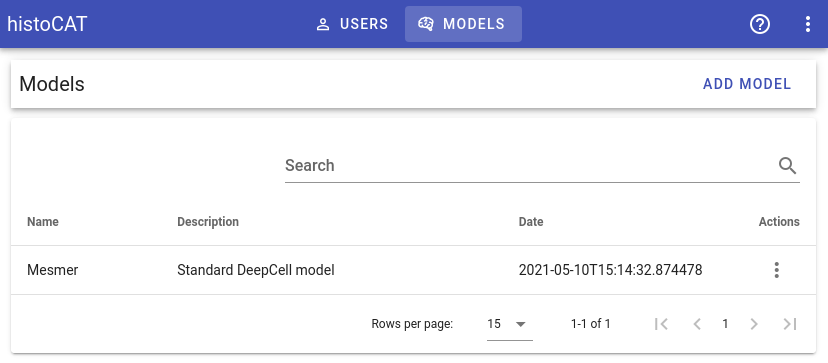 histoCAT USERS MODELS
Models ADD MODEL
Search
Name Description Date Actions
Mesmer Standard DeepCell model 2021-05-10T15:14:32.874478
Rows per page: 15 1-1 of 1 1